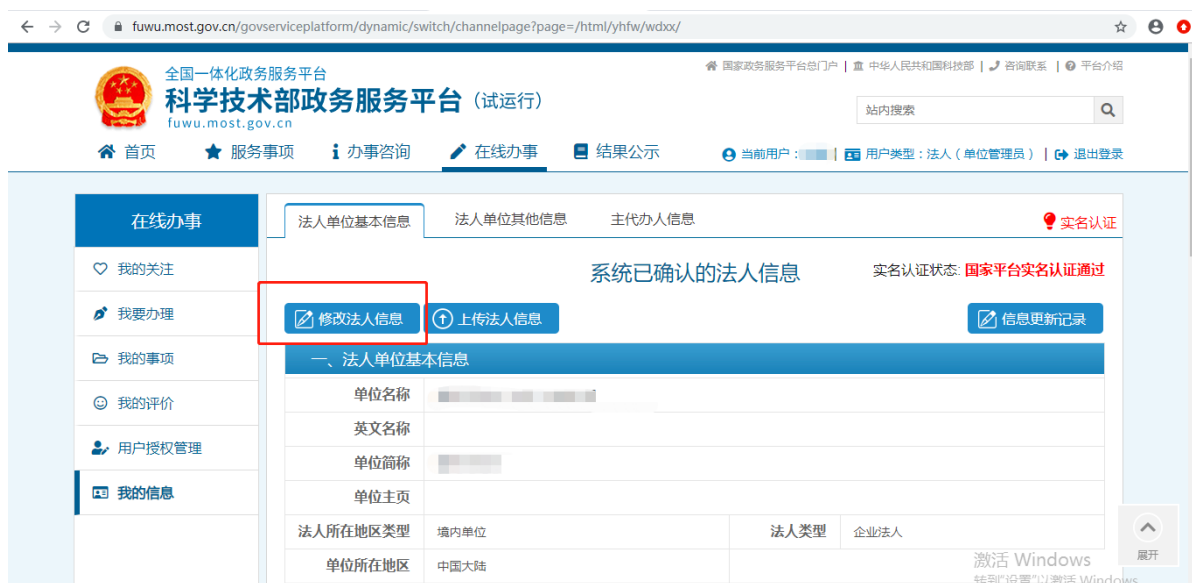 fuwu.most.gov.cn/govserviceplatform/dynamic/switch/channelpage?page=/html/yhfw/wdxx/
国家政务服务平台总门户 | 中华人民共和国科技部 | 咨询联系 | 平台介绍
全国一体化政务服务平台
科学技术部政务服务平台(试运行)
fuwu.most.gov.cn
站内搜索
首页 服务事项 办事咨询 在线办事 结果公示
当前用户: | 用户类型:法人(单位管理员) | 退出登录
在线办事
我的关注
我要办理
我的事项
我的评价
用户授权管理
我的信息
法人单位基本信息 法人单位其他信息 主代办人信息 实名认证
系统已确认的法人信息 实名认证状态: 国家平台实名认证通过
修改法人信息 上传法人信息 信息更新记录
一、法人单位基本信息
单位名称
英文名称
单位简称
单位主页
法人所在地区类型 境内单位 法人类型 企业法人
单位所在地区 中国大陆
展开
激活 Windows
转到"设置"以激活 Windows